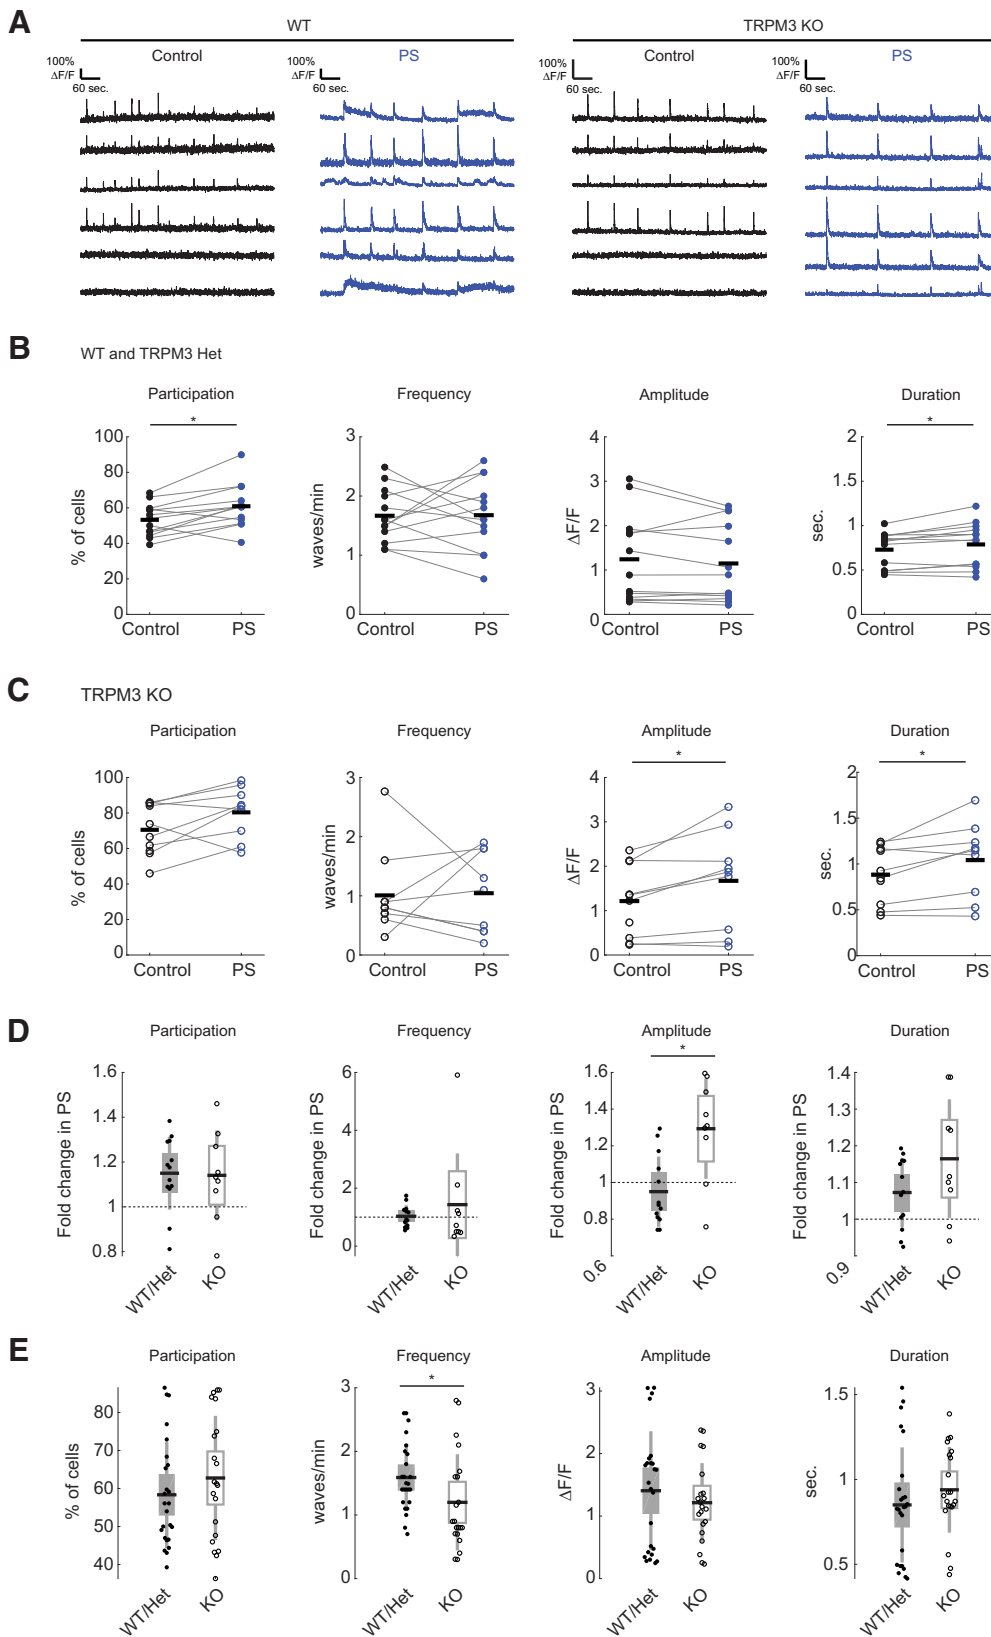 A
WT
TRPM3 KO
Control
PS
Control
PS
100%
ΔF/F
60 sec.
100%
ΔF/F
60 sec.
100%
ΔF/F
60 sec.
100%
ΔF/F
60 sec.
B
WT and TRPM3 Het
Participation
Frequency
Amplitude
Duration
*
*
% of cells
100
80
60
40
20
0
Control
PS
waves/min
3
2
1
0
Control
PS
ΔF/F
4
3
2
1
0
Control
PS
sec.
2
1
0.5
0
Control
PS
C
TRPM3 KO
Participation
Frequency
Amplitude
Duration
*
*
% of cells
100
80
60
40
20
0
Control
PS
waves/min
3
2
1
0
Control
PS
ΔF/F
4
3
2
1
0
Control
PS
sec.
2
1
0.5
0
Control
PS
D
Participation
Frequency
Amplitude
Duration
*
Fold change in PS
1.6
1.4
1.2
1
0.8
WT/Het
KO
Fold change in PS
6
4
2
0
WT/Het
KO
Fold change in PS
1.6
1.4
1.2
1
0.8
0.6
WT/Het
KO
Fold change in PS
1.4
1.3
1.2
1.1
1
0.9
WT/Het
KO
E
Participation
Frequency
Amplitude
Duration
*
% of cells
80
70
60
50
40
WT/Het
KO
waves/min
3
2
1
0
WT/Het
KO
ΔF/F
3
2
1
0
WT/Het
KO
sec.
1.5
1
0.5
WT/Het
KO